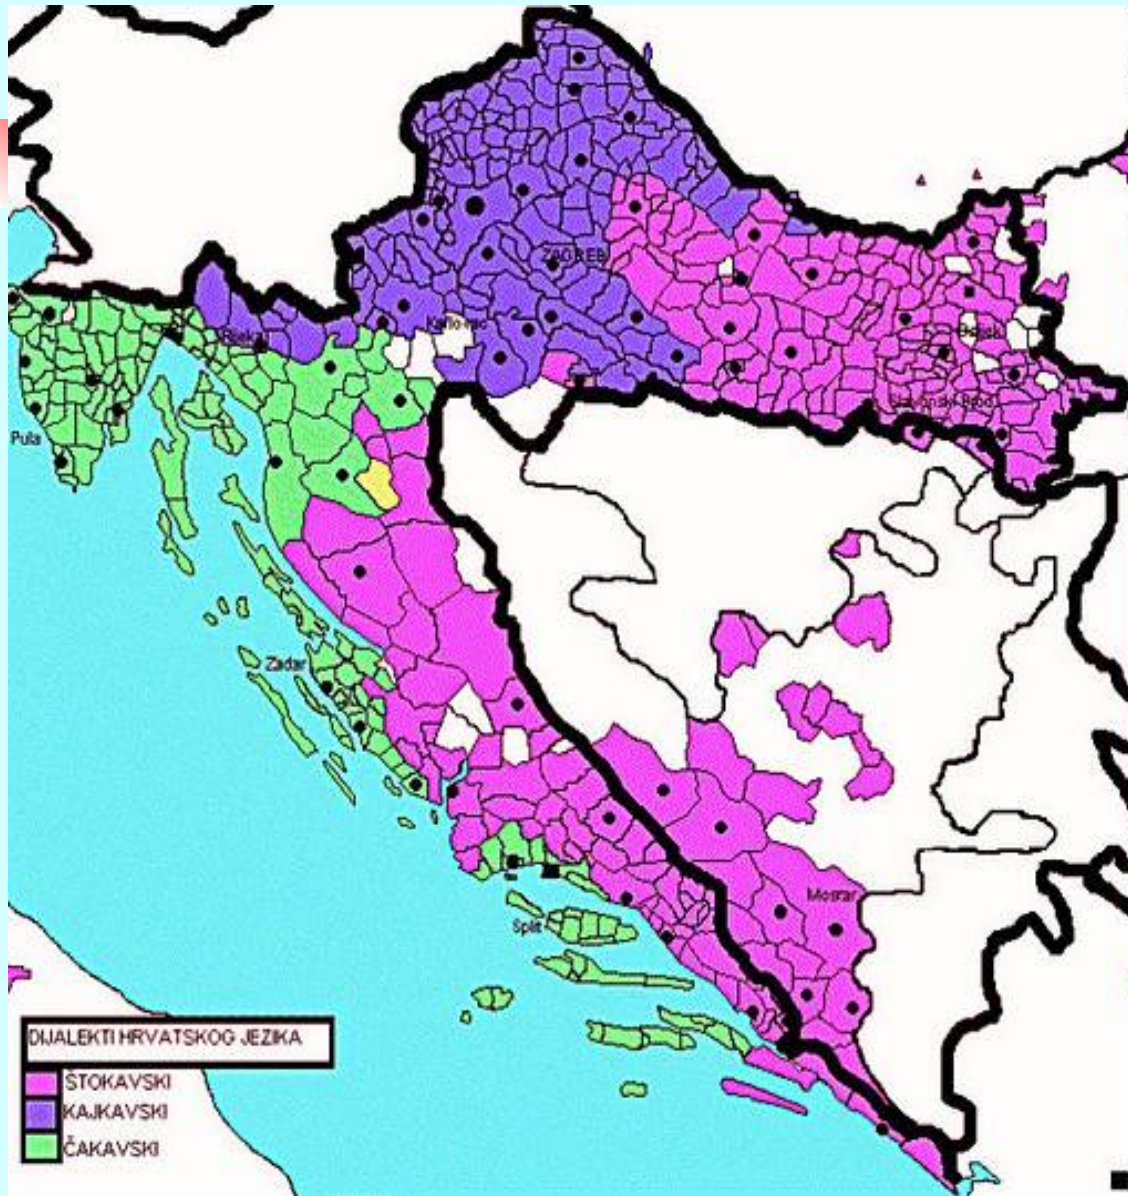 ZAGREB
Karlovac
Rijeka
Osijek
Slavonski Brod
Pula
Zadar
Mostar
Split
DIJALEKTI HRVATSKOG JEZIKA
ŠTOKAVSKI
KAJKAVSKI
ČAKAVSKI